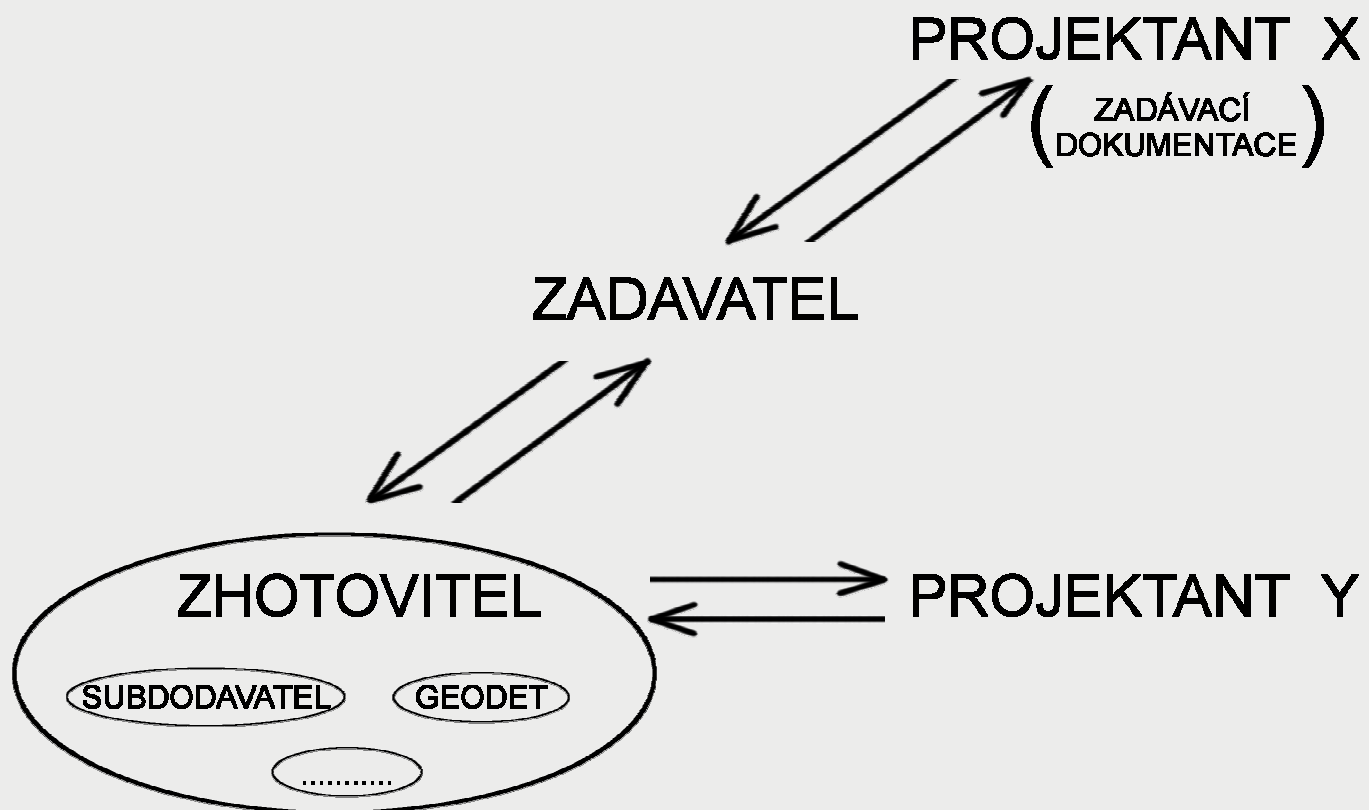 PROJEKTANT X
(ZADÁVACÍ
DOKUMENTACE)
ZADAVATEL
ZHOTOVITEL
PROJEKTANT Y
SUBDODAVATEL
GEODET
...........